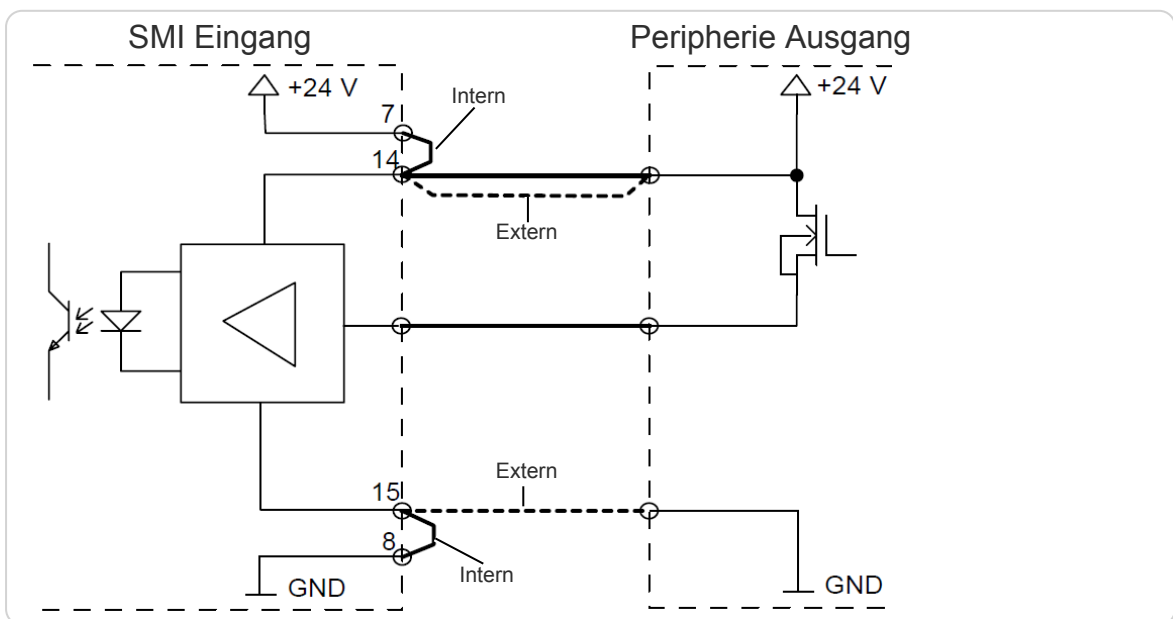 SMI Eingang
Peripherie Ausgang
+24 V
+24 V
Intern
7
14
Extern
15
Extern
8
Intern
GND
GND